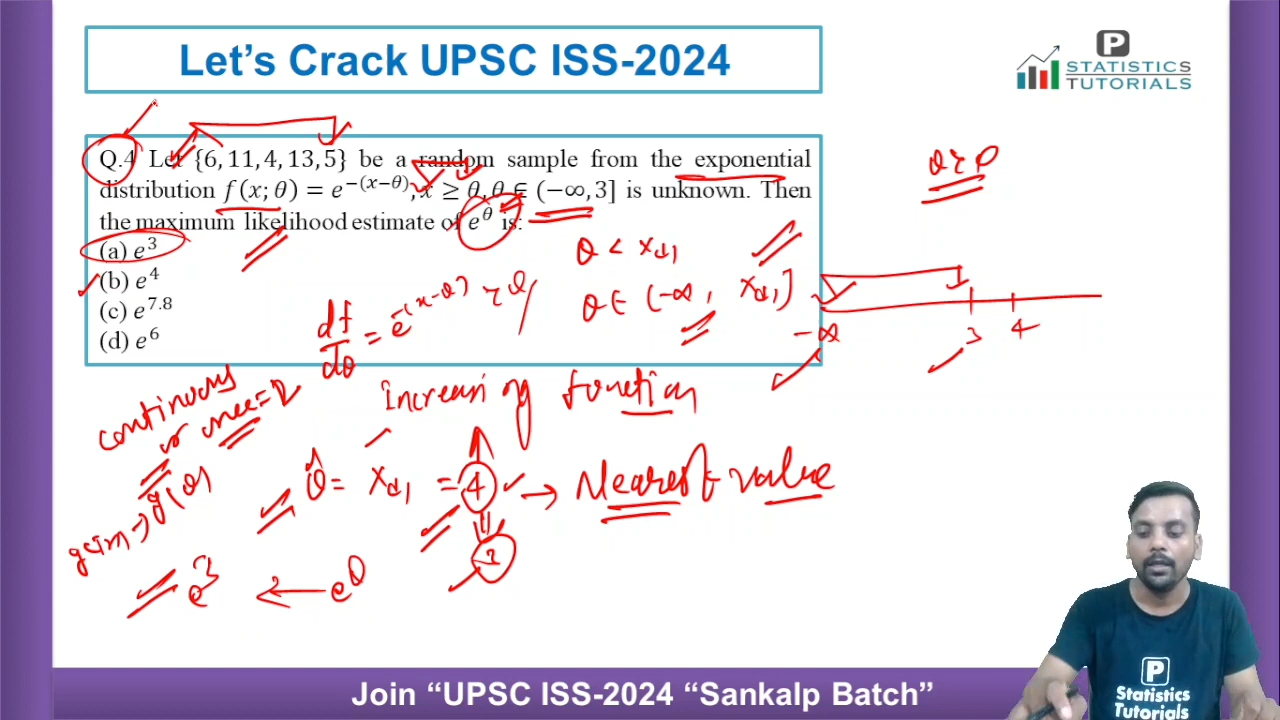 Let's Crack UPSC ISS-2024
P
STATISTICS
TUTORIALS
Q.4 Let {6, 11, 4, 13, 5} be a random sample from the exponential
distribution f(x; θ) = e^−(x−θ), x ≥ θ, θ ∈ (−∞, 3] is unknown. Then
the maximum likelihood estimate of e^θ is:
(a) e^3
(b) e^4
(c) e^7.8
(d) e^6
θ < x(1)
θ ∈ (-∞, x(1)]
-∞ 3 4
df/dθ = e^-(x-θ)
Increasing function
continuous
θ̂ = x(1) = 4 → Nearest value
g(θ)
3
e^3 ← e^θ
P
Statistics
Tutorials
Join “UPSC ISS-2024 “Sankalp Batch”